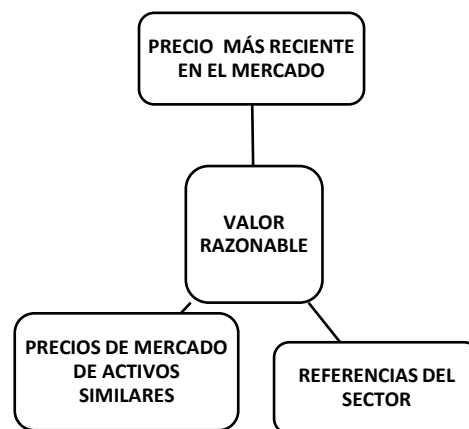 PRECIO MÁS RECIENTE
EN EL MERCADO
VALOR
RAZONABLE
PRECIOS DE MERCADO
DE ACTIVOS
SIMILARES
REFERENCIAS DEL
SECTOR